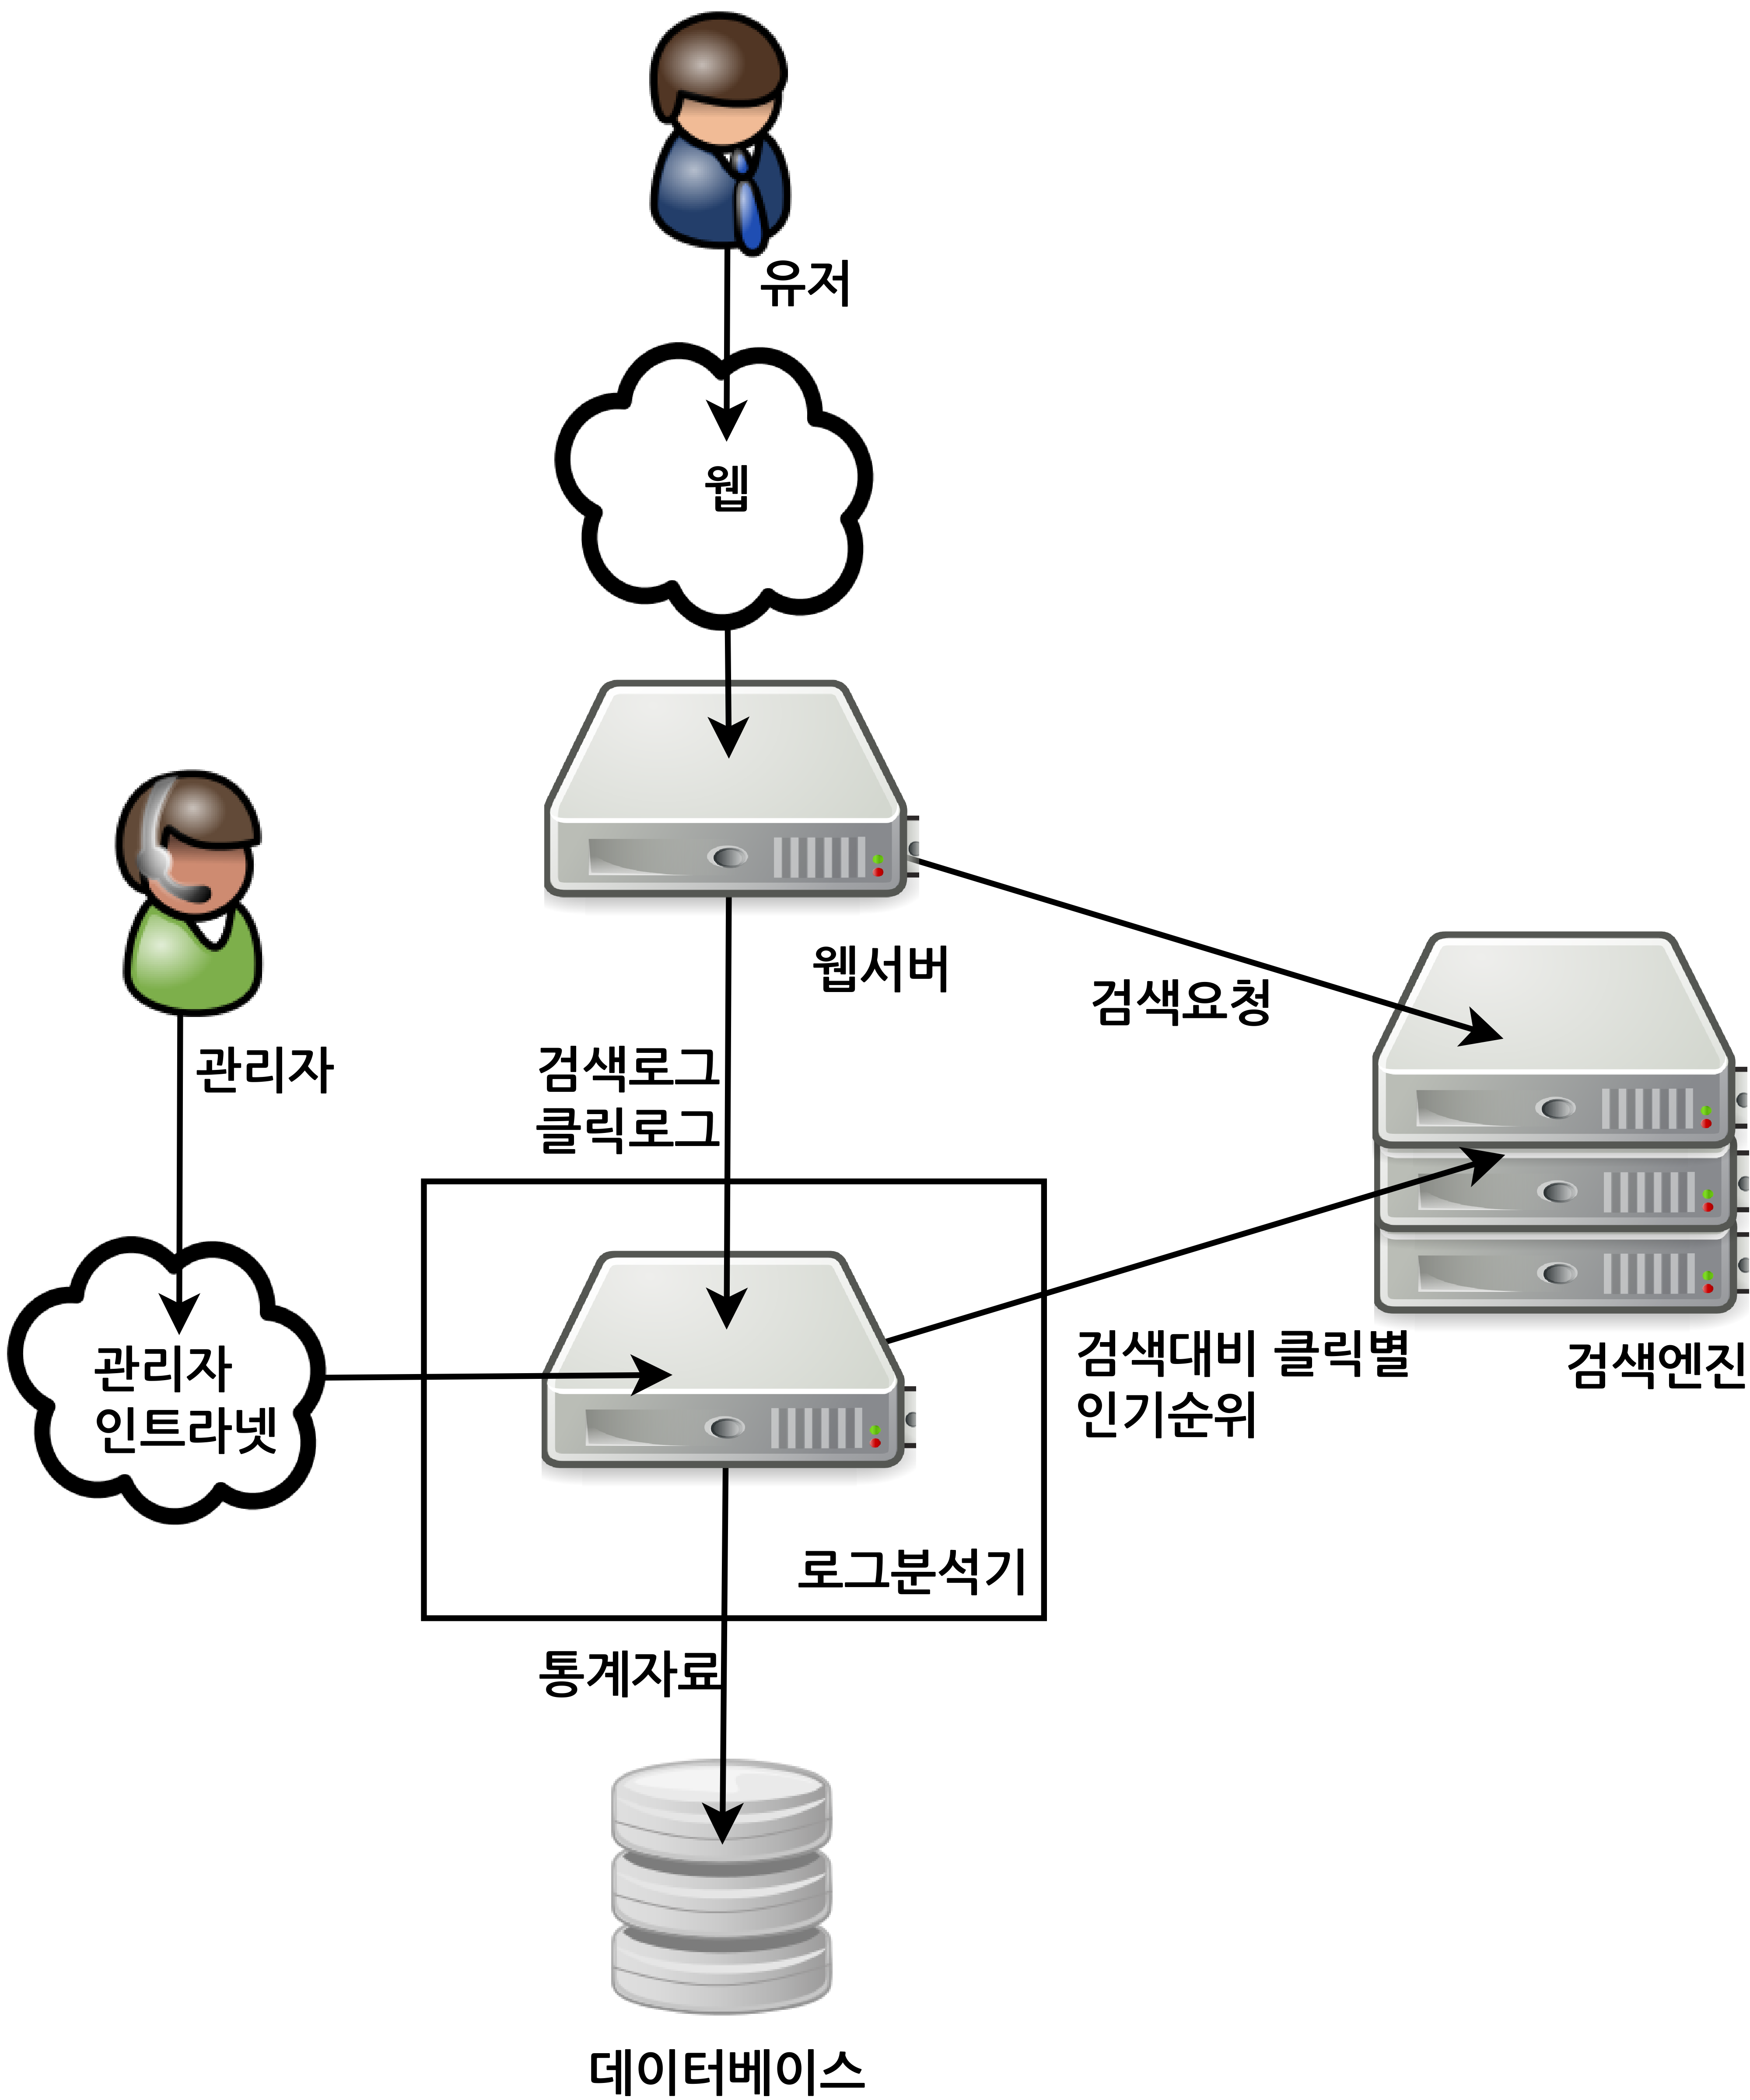 유저
웹
웹서버
검색요청
관리자
검색로그
클릭로그
관리자
인트라넷
검색대비 클릭별
인기순위
검색엔진
로그분석기
통계자료
데이터베이스